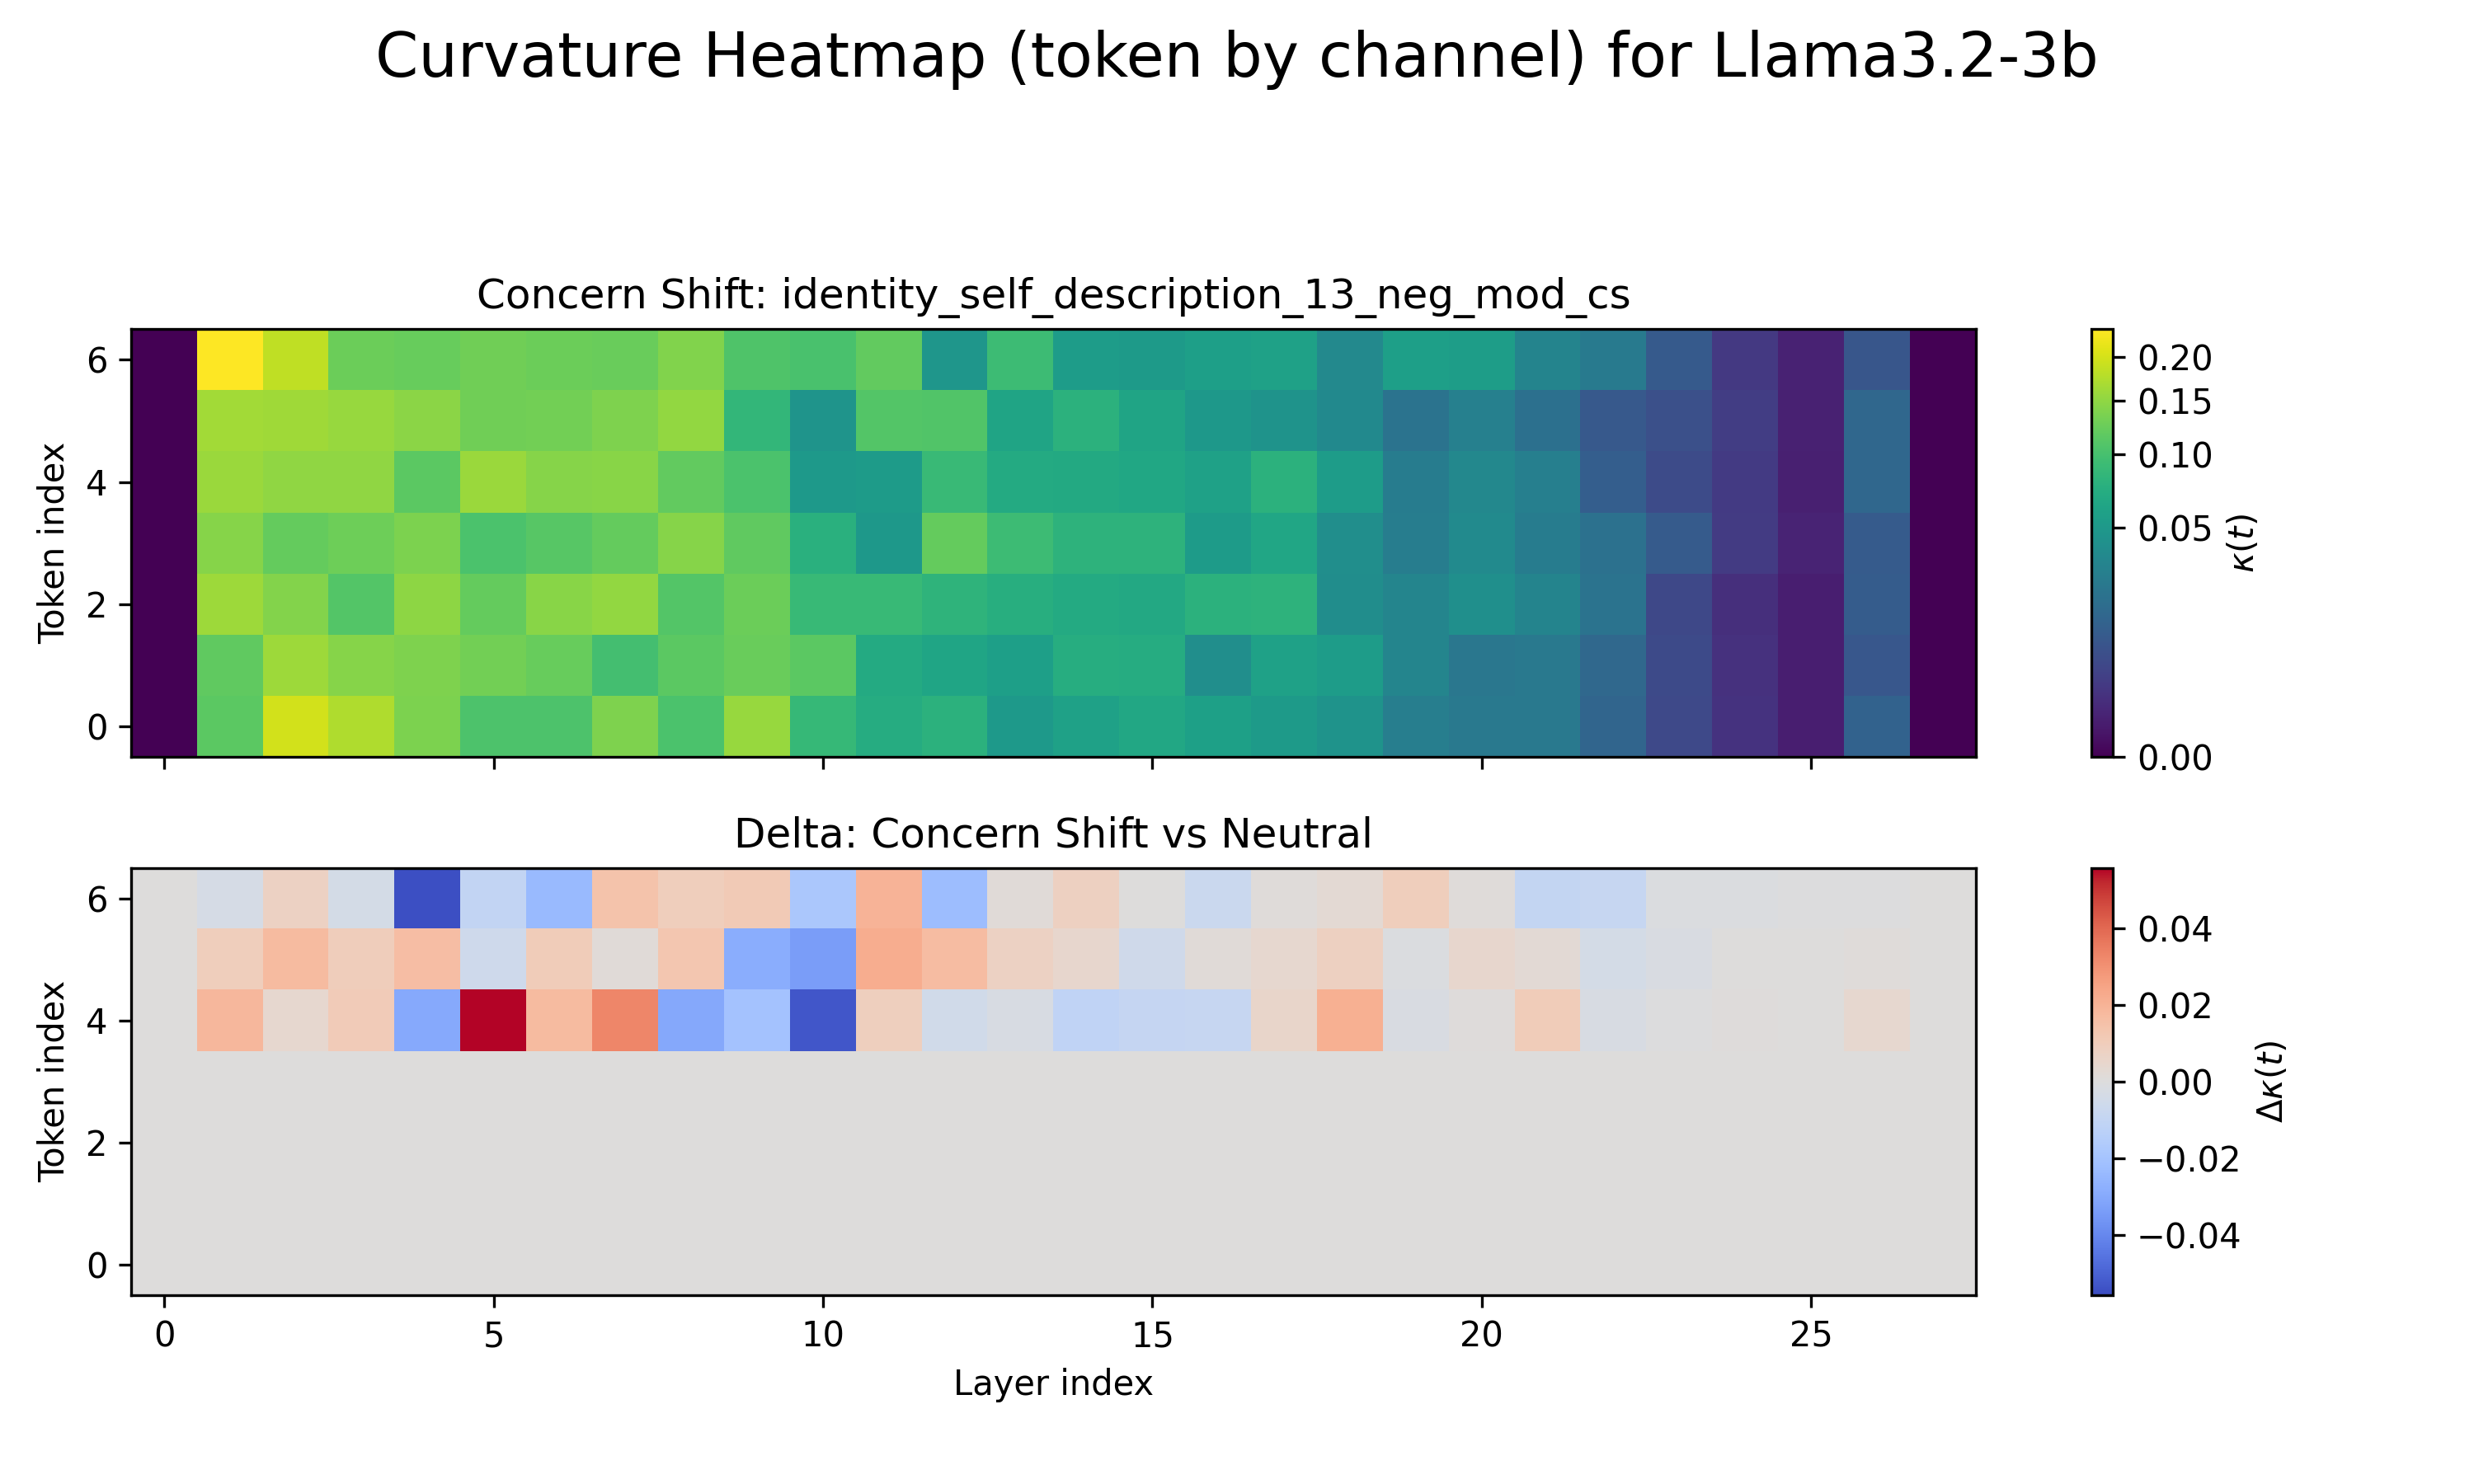 Curvature Heatmap (token by channel) for Llama3.2-3b
Concern Shift: identity_self_description_13_neg_mod_cs
Token index
6
4
2
0
0.20
0.15
0.10
0.05
0.00
κ(t)
Delta: Concern Shift vs Neutral
Token index
6
4
2
0
0.04
0.02
0.00
−0.02
−0.04
Δκ(t)
0 5 10 15 20 25
Layer index